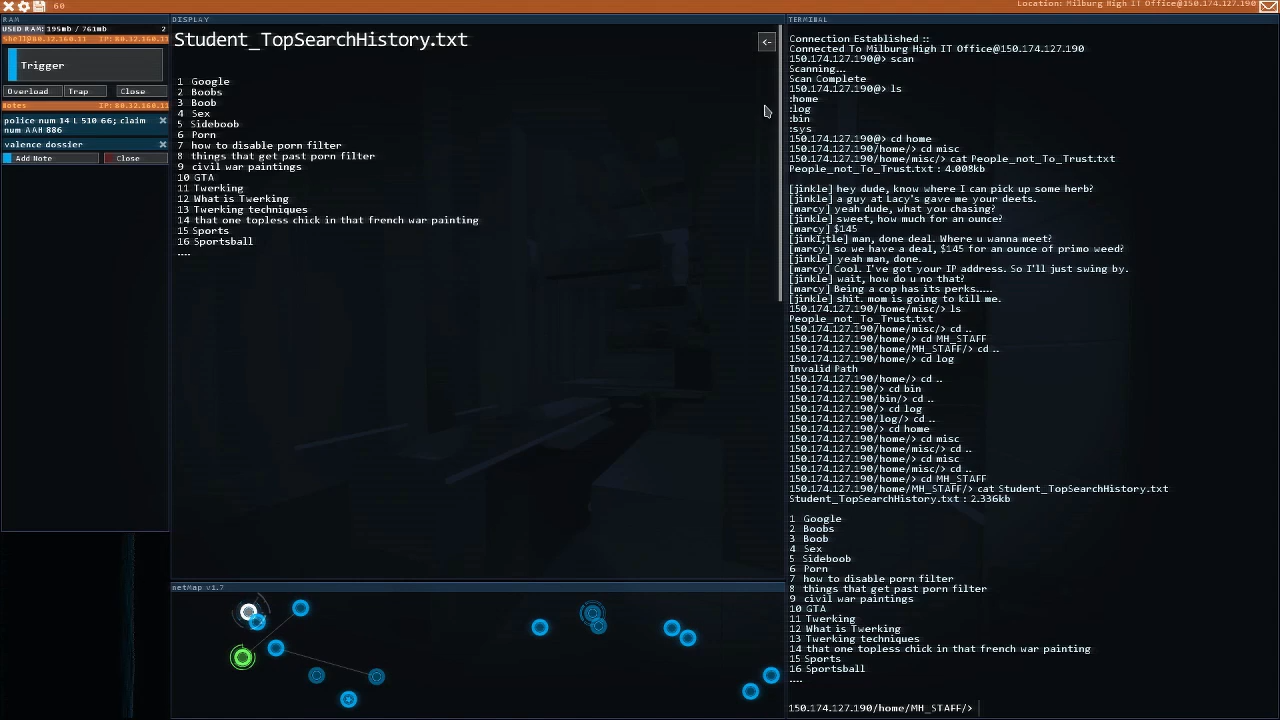 60
Location: Milburg High IT Office@150.174.127.190
RAM
USED RAM: 195mb / 761mb
2
Shell@80.32.160.11 IP: 80.32.160.11
Trigger
Overload
Trap
Close
Notes IP: 80.32.160.11
police num 14 L 510 66; claim
num AAH 886
valence dossier
Add Note
Close
DISPLAY
Student_TopSearchHistory.txt
<-
1 Google
2 Boobs
3 Boob
4 Sex
5 Sideboob
6 Porn
7 how to disable porn filter
8 things that get past porn filter
9 civil war paintings
10 GTA
11 Twerking
12 What is Twerking
13 Twerking techniques
14 that one topless chick in that french war painting
15 Sports
16 Sportsball
....
netMap v1.7
TERMINAL
Connection Established ::
Connected To Milburg High IT Office@150.174.127.190
150.174.127.190@> scan
Scanning...
Scan Complete
150.174.127.190@> ls
:home
:log
:bin
:sys
150.174.127.190@> cd home
150.174.127.190/home/> cd misc
150.174.127.190/home/misc/> cat People_not_To_Trust.txt
People_not_To_Trust.txt : 4.008kb
[jinkle] hey dude, know where I can pick up some herb?
[jinkle] a guy at Lacy's gave me your deets.
[marcy] yeah dude, what you chasing?
[jinkle] sweet, how much for an ounce?
[marcy] $145
[jinkI;tle] man, done deal. Where u wanna meet?
[marcy] so we have a deal, $145 for an ounce of primo weed?
[jinkle] yeah man, done.
[marcy] Cool. I've got your IP address. So I'll just swing by.
[jinkle] wait, how do u no that?
[marcy] Being a cop has its perks.....
[jinkle] shit. mom is going to kill me.
150.174.127.190/home/misc/> ls
People_not_To_Trust.txt
150.174.127.190/home/misc/> cd ..
150.174.127.190/home/> cd MH_STAFF
150.174.127.190/home/MH_STAFF/> cd ..
150.174.127.190/home/> cd log
Invalid Path
150.174.127.190/home/> cd ..
150.174.127.190/> cd bin
150.174.127.190/bin/> cd ..
150.174.127.190/> cd log
150.174.127.190/log/> cd ..
150.174.127.190/> cd home
150.174.127.190/home/> cd misc
150.174.127.190/home/misc/> cd ..
150.174.127.190/home/> cd misc
150.174.127.190/home/misc/> cd ..
150.174.127.190/home/> cd MH_STAFF
150.174.127.190/home/MH_STAFF/> cat Student_TopSearchHistory.txt
Student_TopSearchHistory.txt : 2.336kb
1 Google
2 Boobs
3 Boob
4 Sex
5 Sideboob
6 Porn
7 how to disable porn filter
8 things that get past porn filter
9 civil war paintings
10 GTA
11 Twerking
12 What is Twerking
13 Twerking techniques
14 that one topless chick in that french war painting
15 Sports
16 Sportsball
....
150.174.127.190/home/MH_STAFF/>